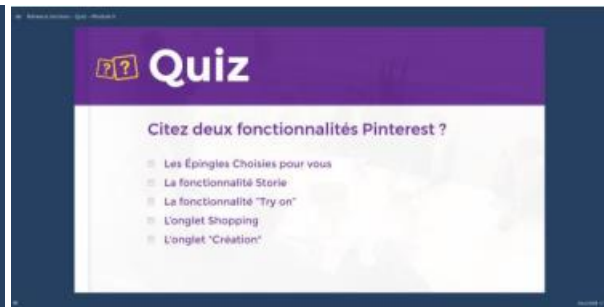 Quiz
Citez deux fonctionnalités Pinterest ?
Les Épingles Choisies pour vous
La fonctionnalité Storie
La fonctionnalité "Try on"
L'onglet Shopping
L'onglet "Création"